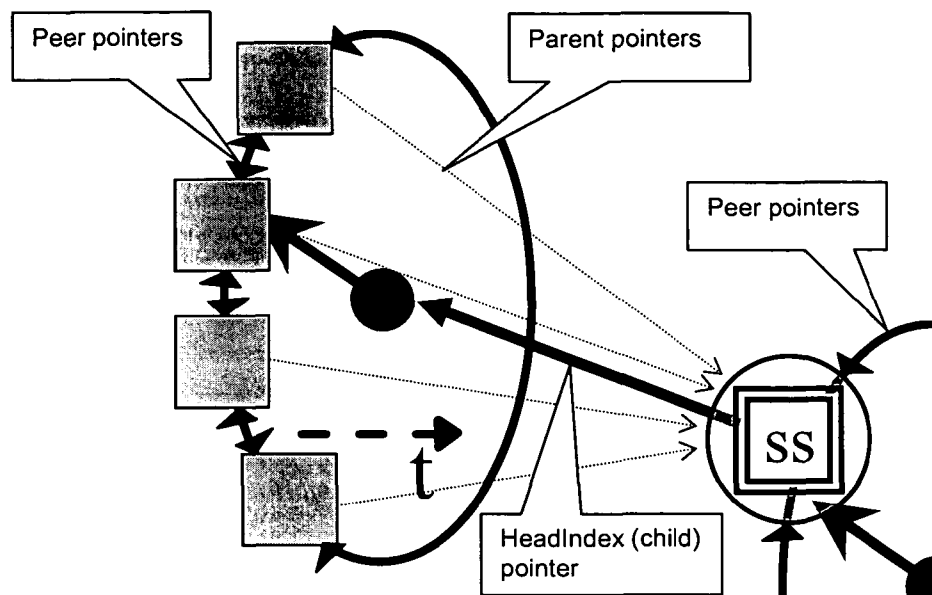 Peer pointers
Parent pointers
Peer pointers
SS
t
HeadIndex (child)
pointer